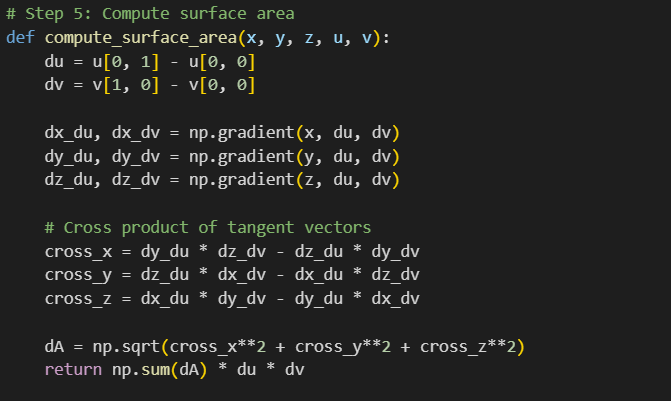 # Step 5: Compute surface area
def compute_surface_area(x, y, z, u, v):
    du = u[0, 1] - u[0, 0]
    dv = v[1, 0] - v[0, 0]

    dx_du, dx_dv = np.gradient(x, du, dv)
    dy_du, dy_dv = np.gradient(y, du, dv)
    dz_du, dz_dv = np.gradient(z, du, dv)

    # Cross product of tangent vectors
    cross_x = dy_du * dz_dv - dz_du * dy_dv
    cross_y = dz_du * dx_dv - dx_du * dz_dv
    cross_z = dx_du * dy_dv - dy_du * dx_dv

    dA = np.sqrt(cross_x**2 + cross_y**2 + cross_z**2)
    return np.sum(dA) * du * dv